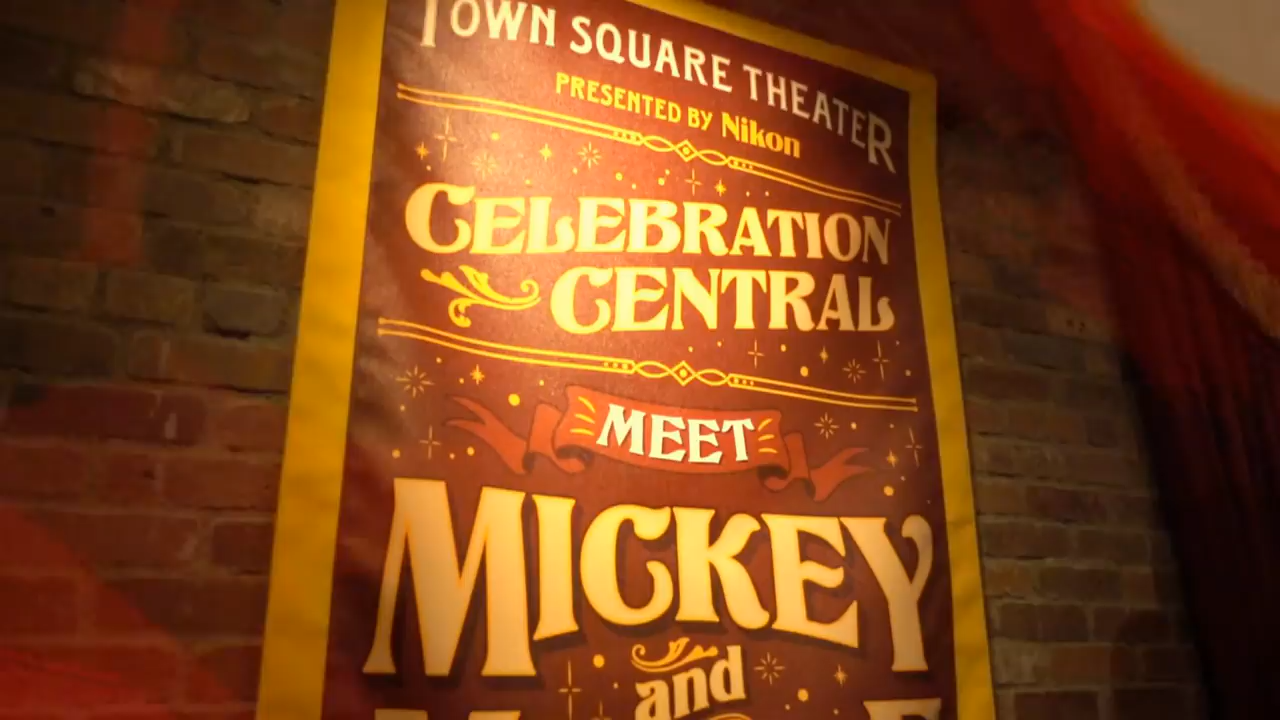 TOWN SQUARE THEATER
PRESENTED BY Nikon
CELEBRATION
CENTRAL
MEET
MICKEY
and